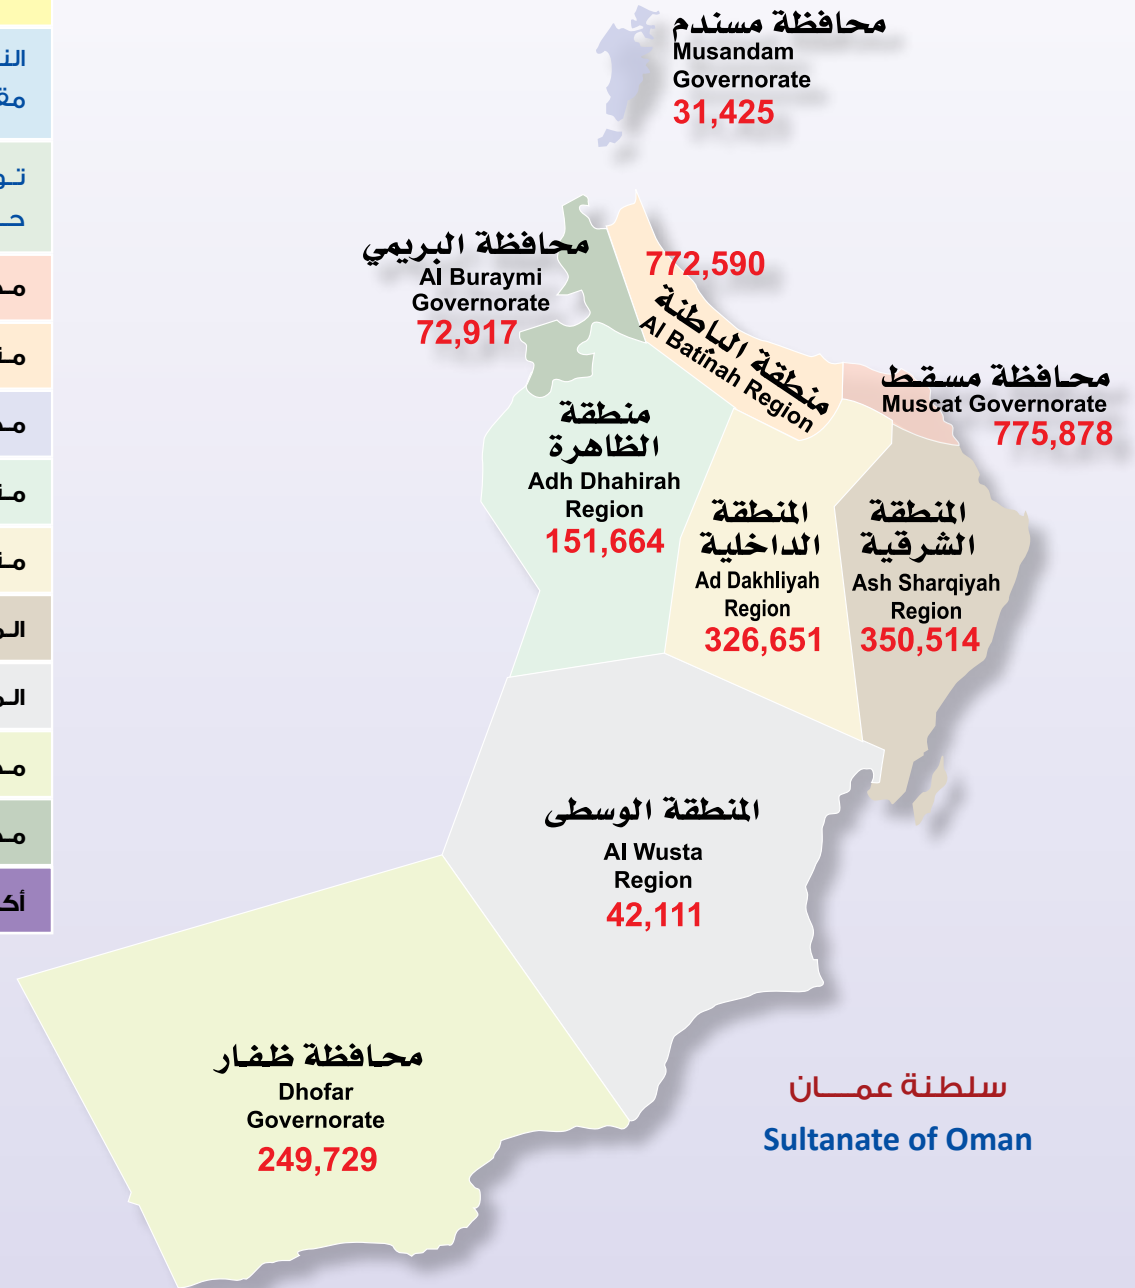 محافظة مسندم
Musandam
Governorate
31,425
محافظة البريمي
Al Buraymi
Governorate
72,917
772,590
منطقة الباطنة
Al Batinah Region
محافظة مسقط
Muscat Governorate
775,878
منطقة
الظاهرة
Adh Dhahirah
Region
151,664
المنطقة
الداخلية
Ad Dakhliyah
Region
326,651
المنطقة
الشرقية
Ash Sharqiyah
Region
350,514
المنطقة الوسطى
Al Wusta
Region
42,111
محافظة ظفار
Dhofar
Governorate
249,729
سلطنة عمــــان
Sultanate of Oman